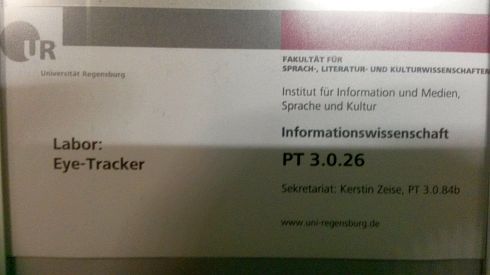 UR
Universität Regensburg
FAKULTÄT FÜR
SPRACH-, LITERATUR- UND KULTURWISSENSCHAFTEN
Institut für Information und Medien,
Sprache und Kultur
Informationswissenschaft
Labor:
Eye-Tracker
PT 3.0.26
Sekretariat: Kerstin Zeise, PT 3.0.84b
www.uni-regensburg.de